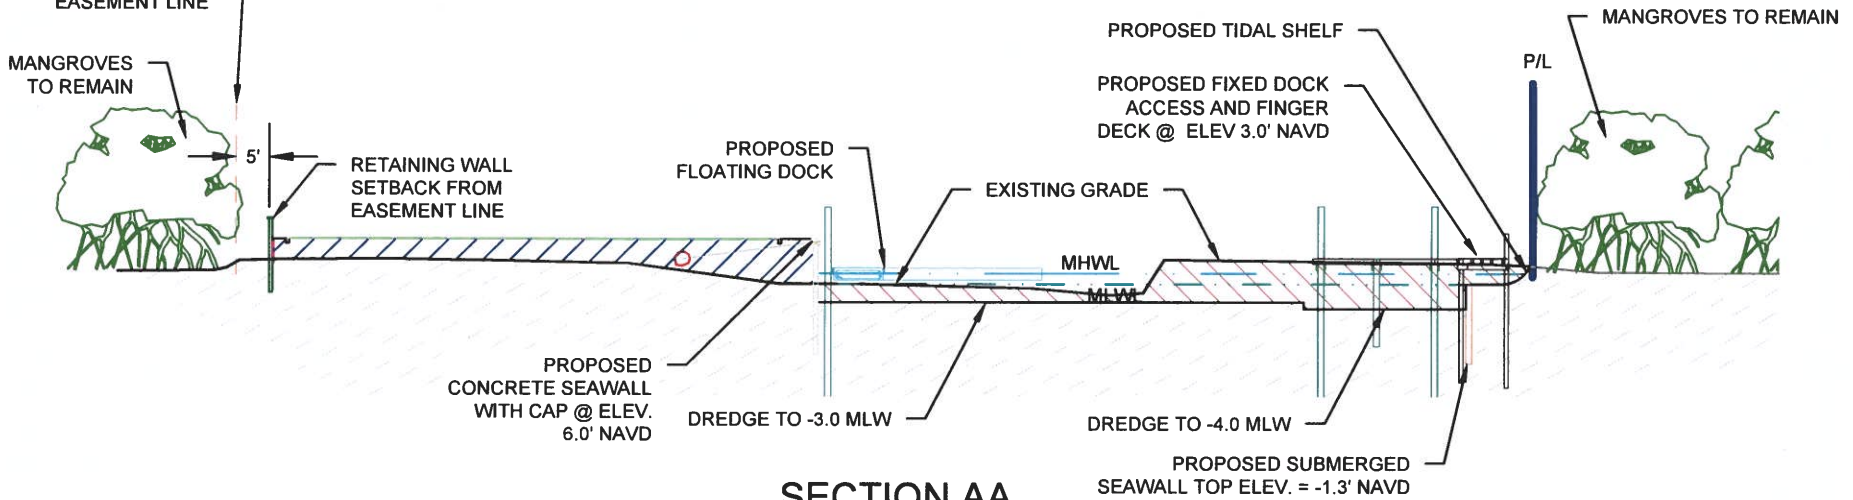 EASEMENT LINE
MANGROVES
TO REMAIN
5'
RETAINING WALL
SETBACK FROM
EASEMENT LINE
PROPOSED
FLOATING DOCK
EXISTING GRADE
PROPOSED TIDAL SHELF
PROPOSED FIXED DOCK
ACCESS AND FINGER
DECK @ ELEV 3.0' NAVD
P/L
MANGROVES TO REMAIN
MHWL
MLWL
PROPOSED
CONCRETE SEAWALL
WITH CAP @ ELEV.
6.0' NAVD
DREDGE TO -3.0 MLW
DREDGE TO -4.0 MLW
PROPOSED SUBMERGED
SEAWALL TOP ELEV. = -1.3' NAVD
SECTION AA